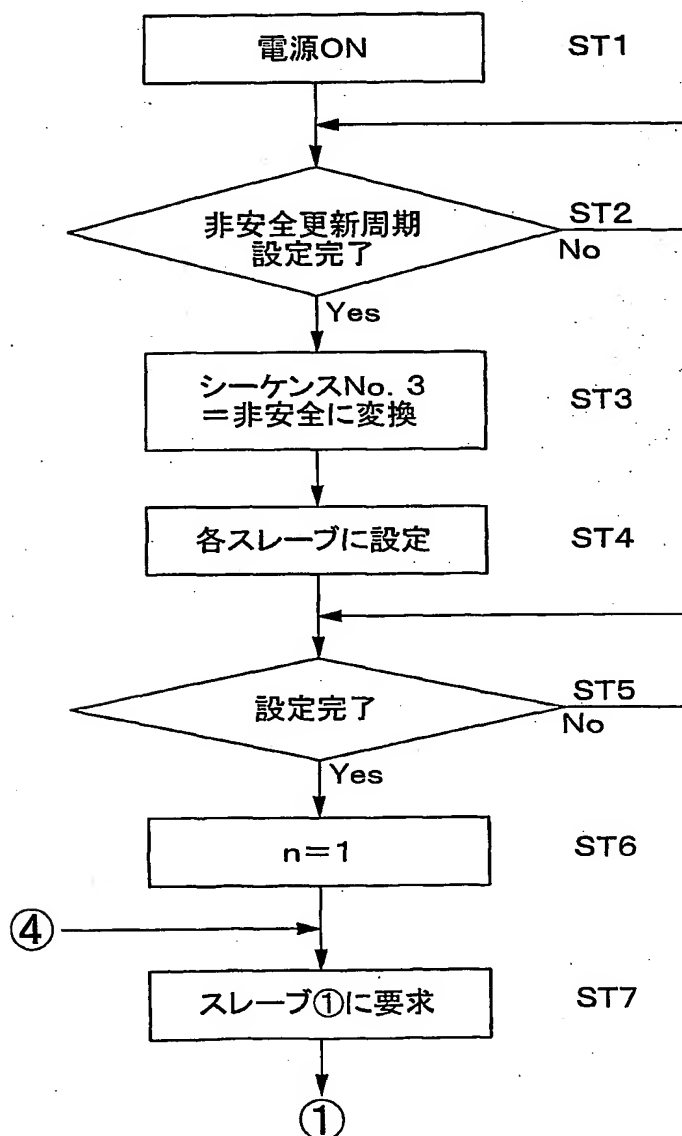 電源ON ST1
非安全更新周期
設定完了
ST2
No
Yes
シーケンスNo. 3
=非安全に変換
ST3
各スレーブに設定 ST4
設定完了
ST5
No
Yes
n=1 ST6
④
スレーブ①に要求 ST7
①